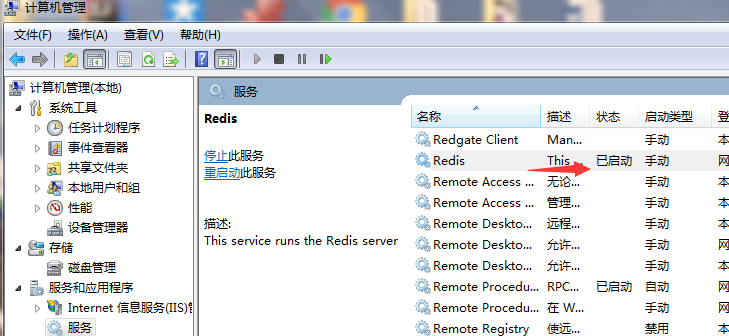 计算机管理
文件(F) 操作(A) 查看(V) 帮助(H)
计算机管理(本地)
系统工具
任务计划程序
事件查看器
共享文件夹
本地用户和组
性能
设备管理器
存储
磁盘管理
服务和应用程序
Internet 信息服务(IIS)管
服务
服务
Redis
停止此服务
重启动此服务
描述:
This service runs the Redis server
名称 描述 状态 启动类型 登
Redgate Client Man... 手动 本
Redis This ... 已启动 手动 网
Remote Access ... 无论... 手动 本
Remote Access ... 管理... 手动 本
Remote Deskto... 远程... 手动 本
Remote Deskto... 允许... 手动 网
Remote Deskto... 允许... 手动 本
Remote Procedu... RPC... 已启动 自动 网
Remote Procedu... 在 W... 手动 网
Remote Registry 使远... 禁用 本